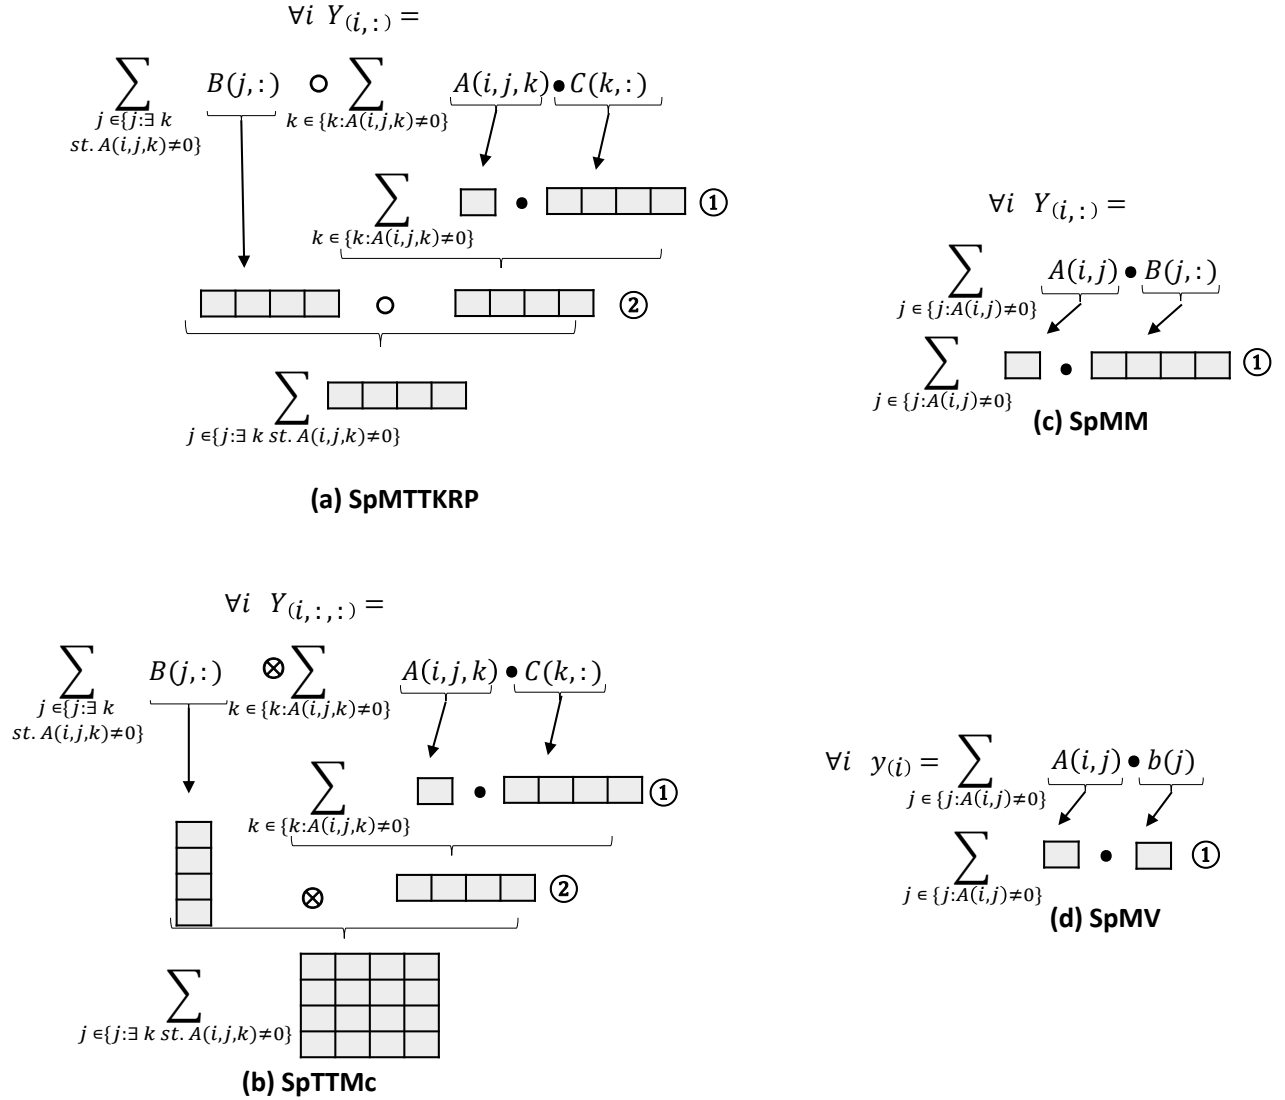 ∀i Y(i,:) =
∑ B(j,:) ○ ∑ A(i,j,k) • C(k,:)
j ∈{j:∃ k
st. A(i,j,k)≠0}
k ∈ {k:A(i,j,k)≠0}
∑ • ①
k ∈ {k:A(i,j,k)≠0}
○ ②
∑
j ∈{j:∃ k st. A(i,j,k)≠0}
(a) SpMTTKRP
∀i Y(i,:,:) =
∑ B(j,:) ⊗ ∑ A(i,j,k) • C(k,:)
j ∈{j:∃ k
st. A(i,j,k)≠0}
k ∈ {k:A(i,j,k)≠0}
∑ • ①
k ∈ {k:A(i,j,k)≠0}
⊗ ②
∑
j ∈{j:∃ k st. A(i,j,k)≠0}
(b) SpTTMc
∀i Y(i,:) =
∑ A(i,j) • B(j,:)
j ∈ {j:A(i,j)≠0}
∑ • ①
j ∈ {j:A(i,j)≠0}
(c) SpMM
∀i y(i) = ∑ A(i,j) • b(j)
j ∈ {j:A(i,j)≠0}
∑ • ①
j ∈ {j:A(i,j)≠0}
(d) SpMV